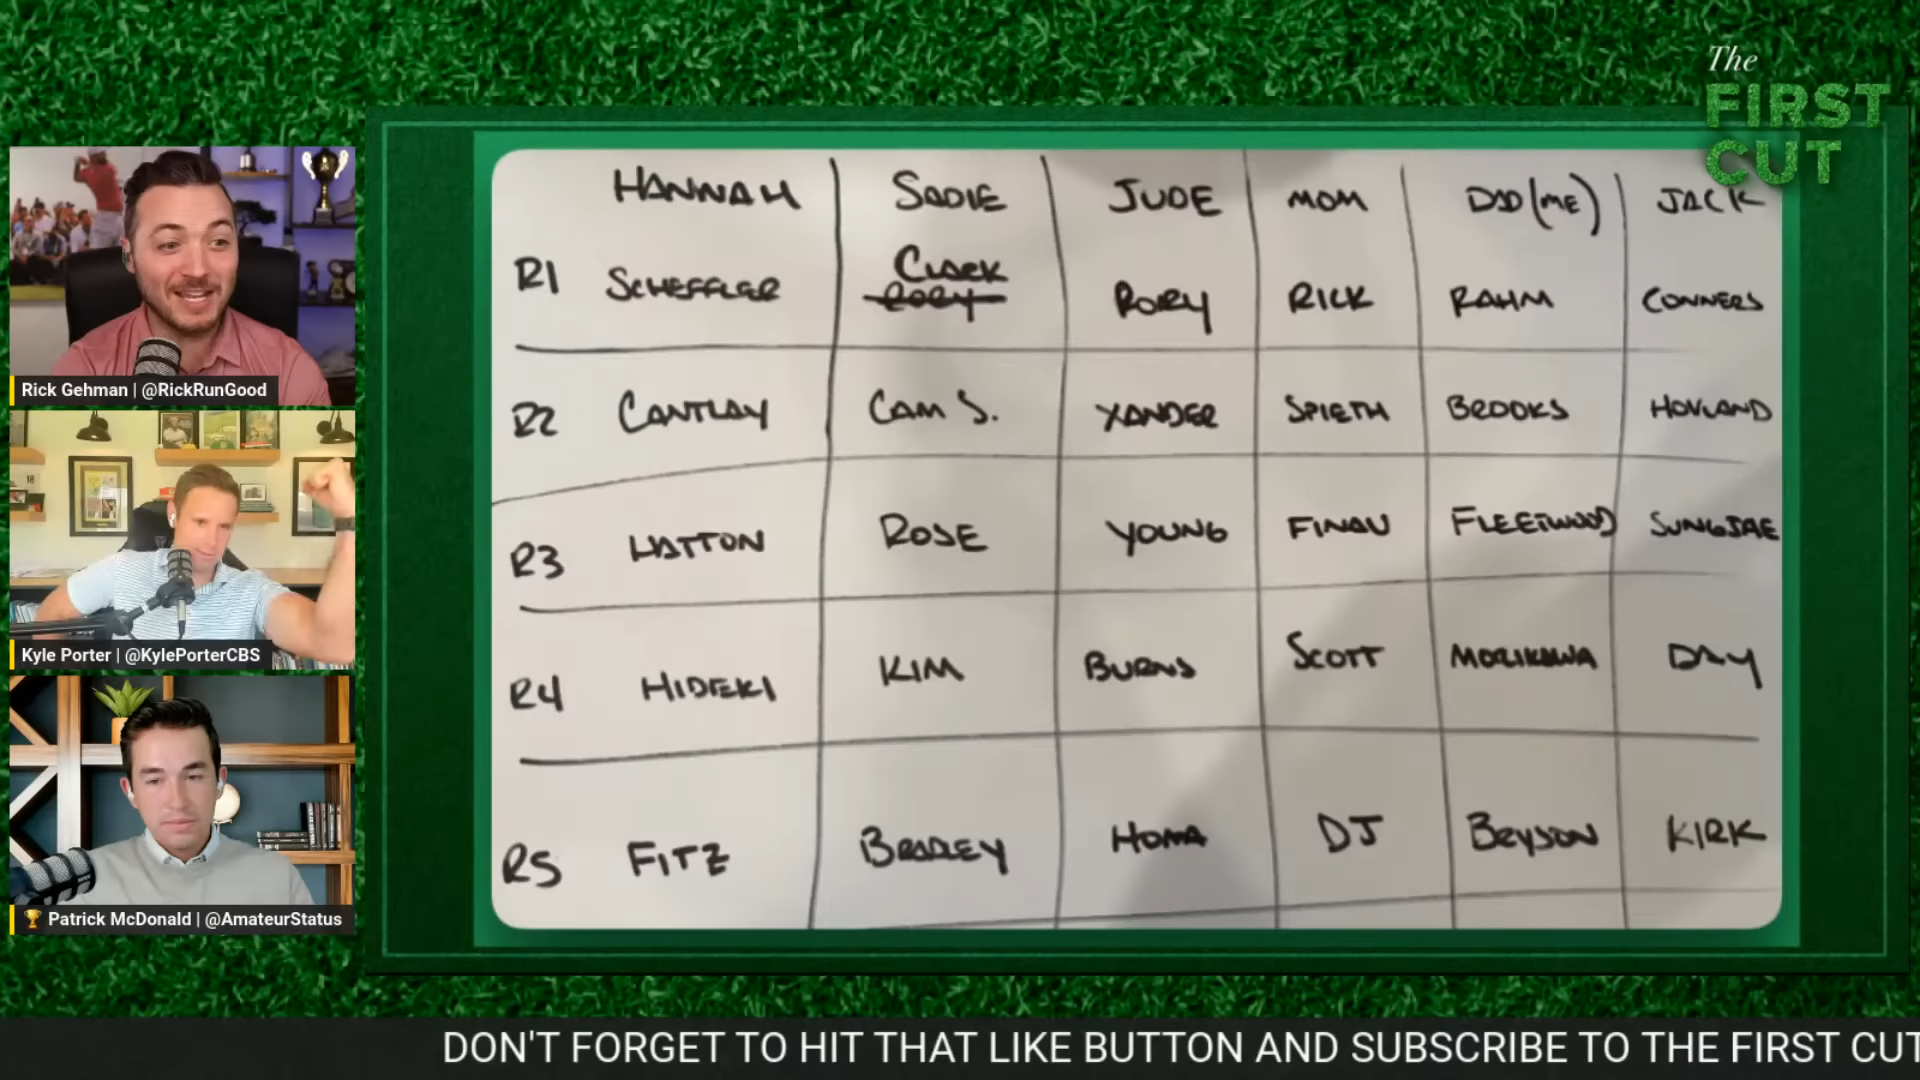 The
FIRST
CUT
HANNAH SADIE JUDE MOM DAD (ME) JACK
R1 SCHEFFLER CLARK RORY RORY RICK RAHM CONNERS
R2 CANTLAY CAM S. XANDER SPIETH BROOKS HOVLAND
R3 HATTON ROSE YOUNG FINAU FLEETWOOD SUNGJAE
R4 HIDEKI KIM BURNS SCOTT MORIKAWA DAY
R5 FITZ BRADLEY HOMA DJ BRYSON KIRK
Rick Gehman | @RickRunGood
18
Kyle Porter | @KylePorterCBS
Patrick McDonald | @AmateurStatus
DON'T FORGET TO HIT THAT LIKE BUTTON AND SUBSCRIBE TO THE FIRST CUT